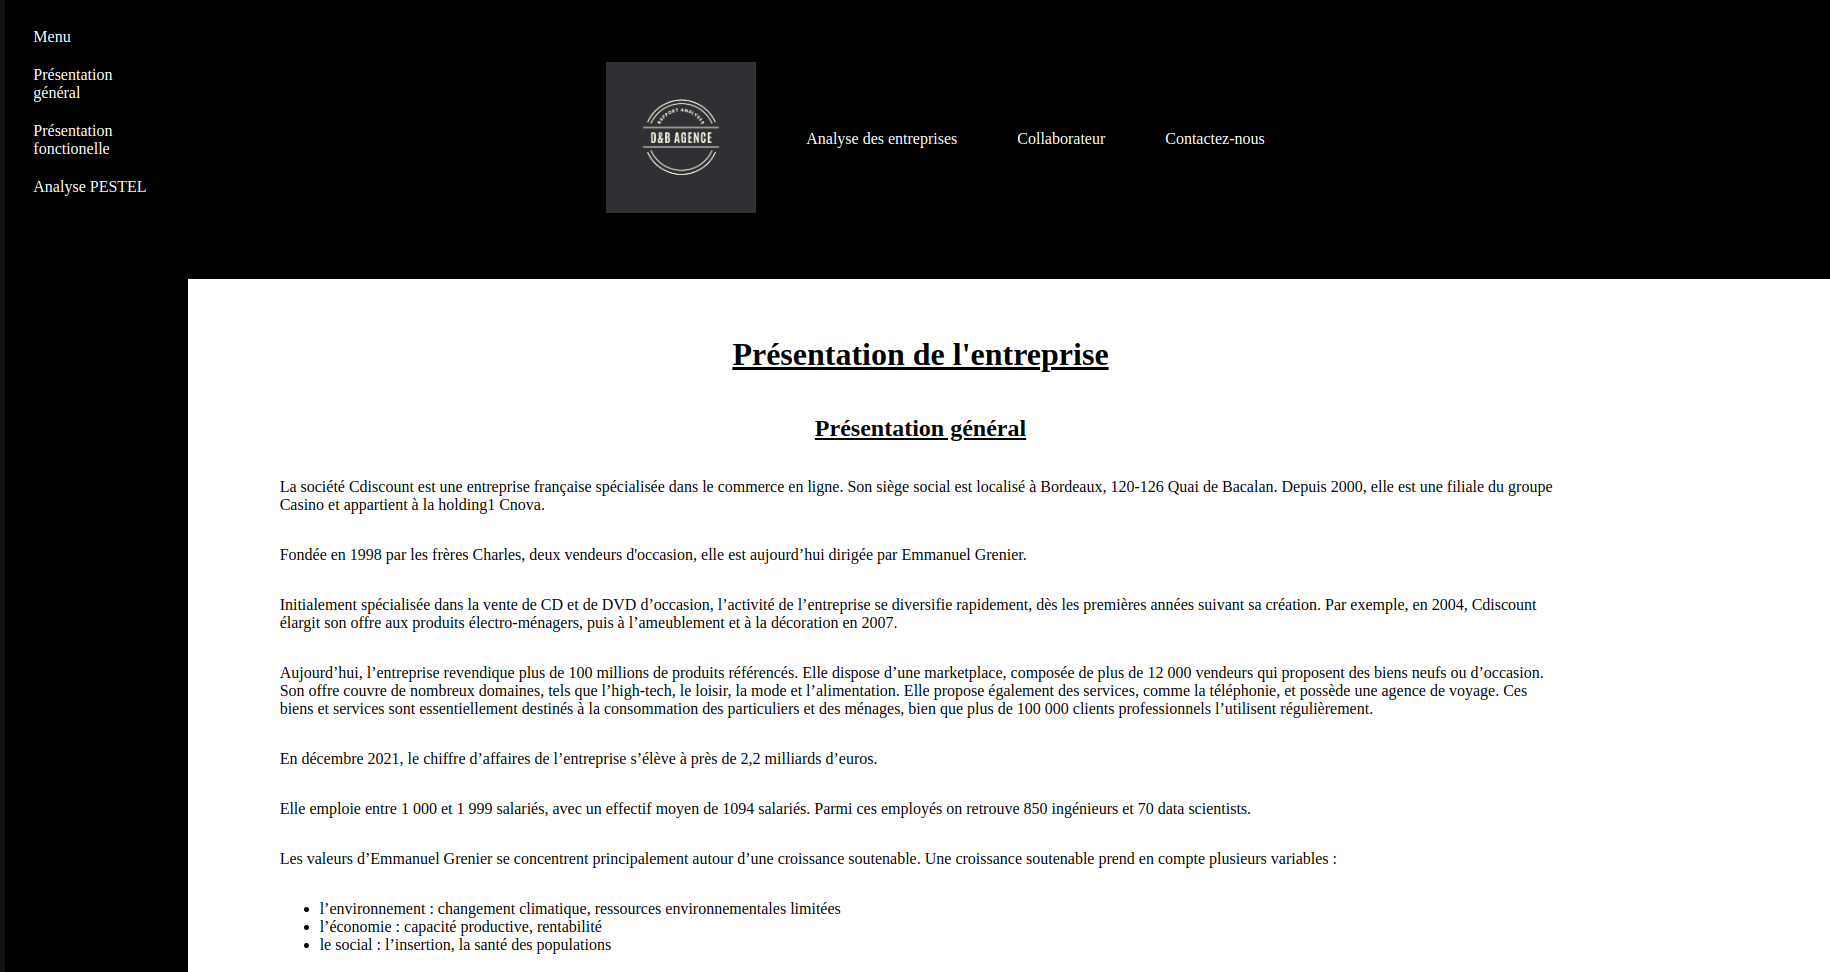 Menu
Présentation
général
Présentation
fonctionelle
Analyse PESTEL
RAPPORT ANALYSES
D&B AGENCE
Analyse des entreprises
Collaborateur
Contactez-nous
Présentation de l'entreprise
Présentation général
La société Cdiscount est une entreprise française spécialisée dans le commerce en ligne. Son siège social est localisé à Bordeaux, 120-126 Quai de Bacalan. Depuis 2000, elle est une filiale du groupe
Casino et appartient à la holding1 Cnova.
Fondée en 1998 par les frères Charles, deux vendeurs d'occasion, elle est aujourd’hui dirigée par Emmanuel Grenier.
Initialement spécialisée dans la vente de CD et de DVD d’occasion, l’activité de l’entreprise se diversifie rapidement, dès les premières années suivant sa création. Par exemple, en 2004, Cdiscount
élargit son offre aux produits électro-ménagers, puis à l’ameublement et à la décoration en 2007.
Aujourd’hui, l’entreprise revendique plus de 100 millions de produits référencés. Elle dispose d’une marketplace, composée de plus de 12 000 vendeurs qui proposent des biens neufs ou d’occasion.
Son offre couvre de nombreux domaines, tels que l’high-tech, le loisir, la mode et l’alimentation. Elle propose également des services, comme la téléphonie, et possède une agence de voyage. Ces
biens et services sont essentiellement destinés à la consommation des particuliers et des ménages, bien que plus de 100 000 clients professionnels l’utilisent régulièrement.
En décembre 2021, le chiffre d’affaires de l’entreprise s’élève à près de 2,2 milliards d’euros.
Elle emploie entre 1 000 et 1 999 salariés, avec un effectif moyen de 1094 salariés. Parmi ces employés on retrouve 850 ingénieurs et 70 data scientists.
Les valeurs d’Emmanuel Grenier se concentrent principalement autour d’une croissance soutenable. Une croissance soutenable prend en compte plusieurs variables :
• l’environnement : changement climatique, ressources environnementales limitées
• l’économie : capacité productive, rentabilité
• le social : l’insertion, la santé des populations